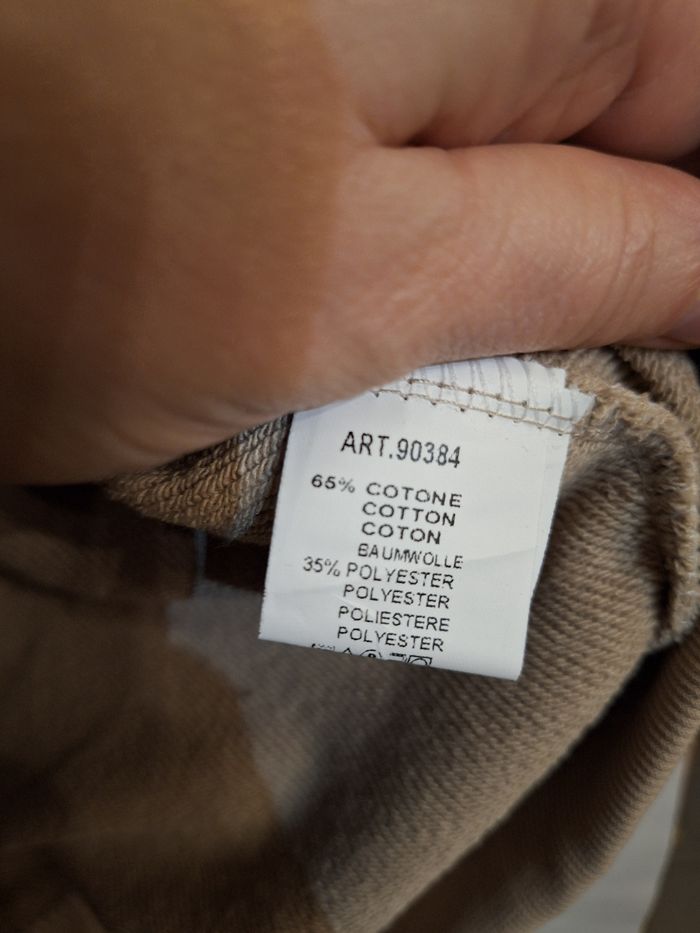 ART.90384
65% COTONE
COTTON
COTON
BAUMWOLLE
35% POLYESTER
POLYESTER
POLIESTERE
POLYESTER